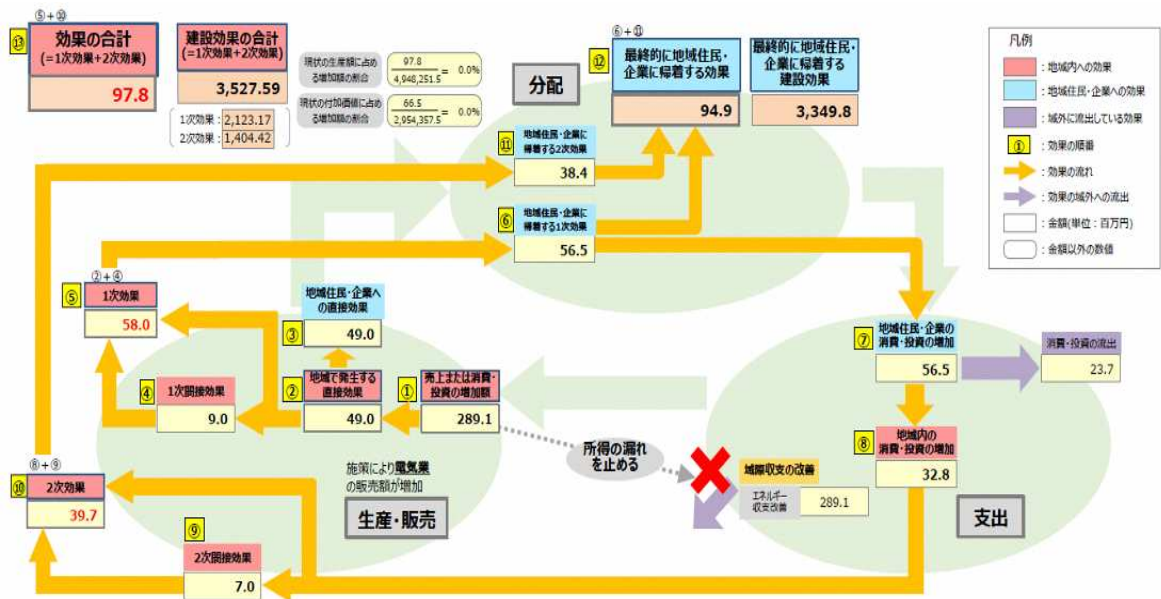 ⑤+⑩
⑬
効果の合計
(=1次効果+2次効果)
97.8
建設効果の合計
(=1次効果+2次効果)
3,527.59
1次効果：2,123.17
2次効果：1,404.42
現状の生産額に占め
る増加額の割合
97.8
4,948,251.5
= 0.0%
現状の付加価値に占め
る増加額の割合
66.5
2,954,357.5
= 0.0%
分配
⑥+⑪
⑫
最終的に地域住民・
企業に帰着する効果
94.9
最終的に地域住民・
企業に帰着する
建設効果
3,349.8
凡例
：地域内への効果
：地域住民・企業への効果
：域外に流出している効果
① ：効果の順番
：効果の流れ
：効果の域外への流出
：金額(単位：百万円)
：金額以外の数値
⑪
地域住民・企業に
帰着する2次効果
38.4
⑥
地域住民・企業に
帰着する1次効果
56.5
②+④
⑤
1次効果
58.0
地域住民・企業へ
の直接効果
③
49.0
④
1次間接効果
9.0
②
地域で発生する
直接効果
49.0
①
売上または消費・
投資の増加額
289.1
⑦
地域住民・企業の
消費・投資の増加
56.5
消費・投資の流出
23.7
⑧
地域内の
消費・投資の増加
32.8
所得の漏れ
を止める
域際収支の改善
エネルギー
収支改善
289.1
支出
施策により電気業
の販売額が増加
生産・販売
⑧+⑨
⑩
2次効果
39.7
⑨
2次間接効果
7.0